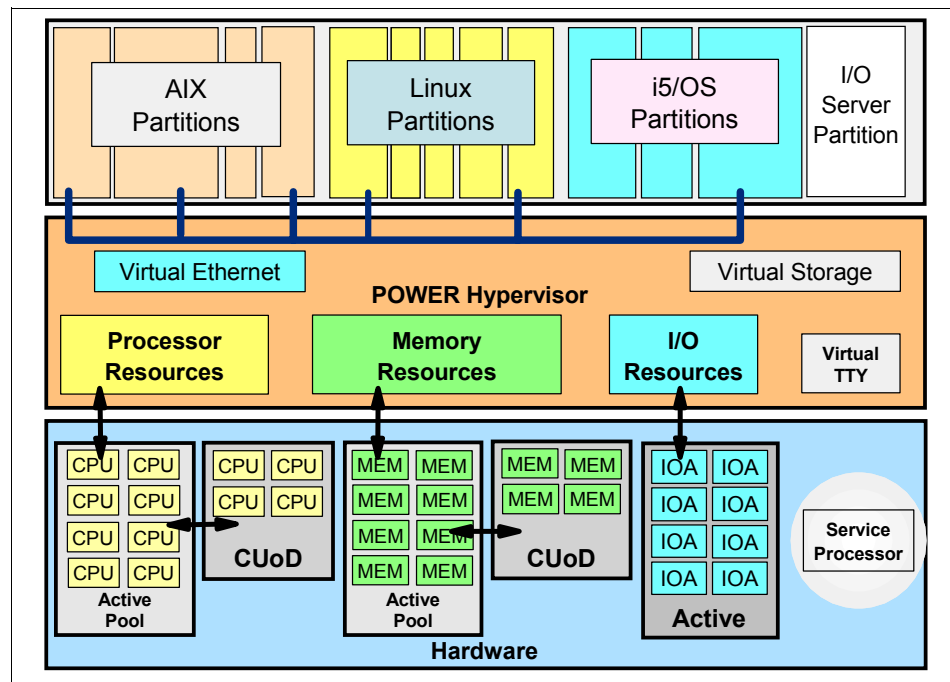 AIX
Partitions
Linux
Partitions
i5/OS
Partitions
I/O
Server
Partition
Virtual Ethernet
Virtual Storage
POWER Hypervisor
Processor
Resources
Memory
Resources
I/O
Resources
Virtual
TTY
CPU CPU
CPU CPU
CPU CPU
CPU CPU
Active
Pool
CPU CPU
CPU CPU
CUoD
MEM MEM
MEM MEM
MEM MEM
MEM MEM
Active
Pool
MEM MEM
MEM MEM
CUoD
IOA IOA
IOA IOA
IOA IOA
IOA IOA
Active
Service
Processor
Hardware